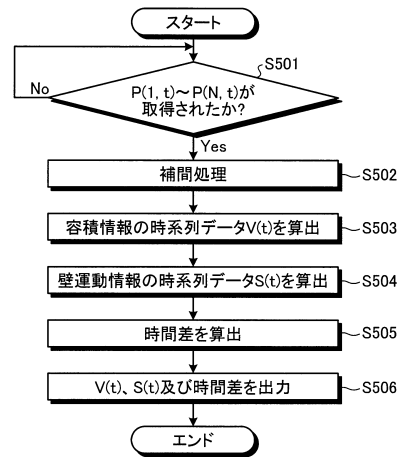 スタート
S501
P(1, t)～P(N, t)が
取得されたか?
No
Yes
補間処理
S502
容積情報の時系列データV(t)を算出
S503
壁運動情報の時系列データS(t)を算出
S504
時間差を算出
S505
V(t)、S(t)及び時間差を出力
S506
エンド